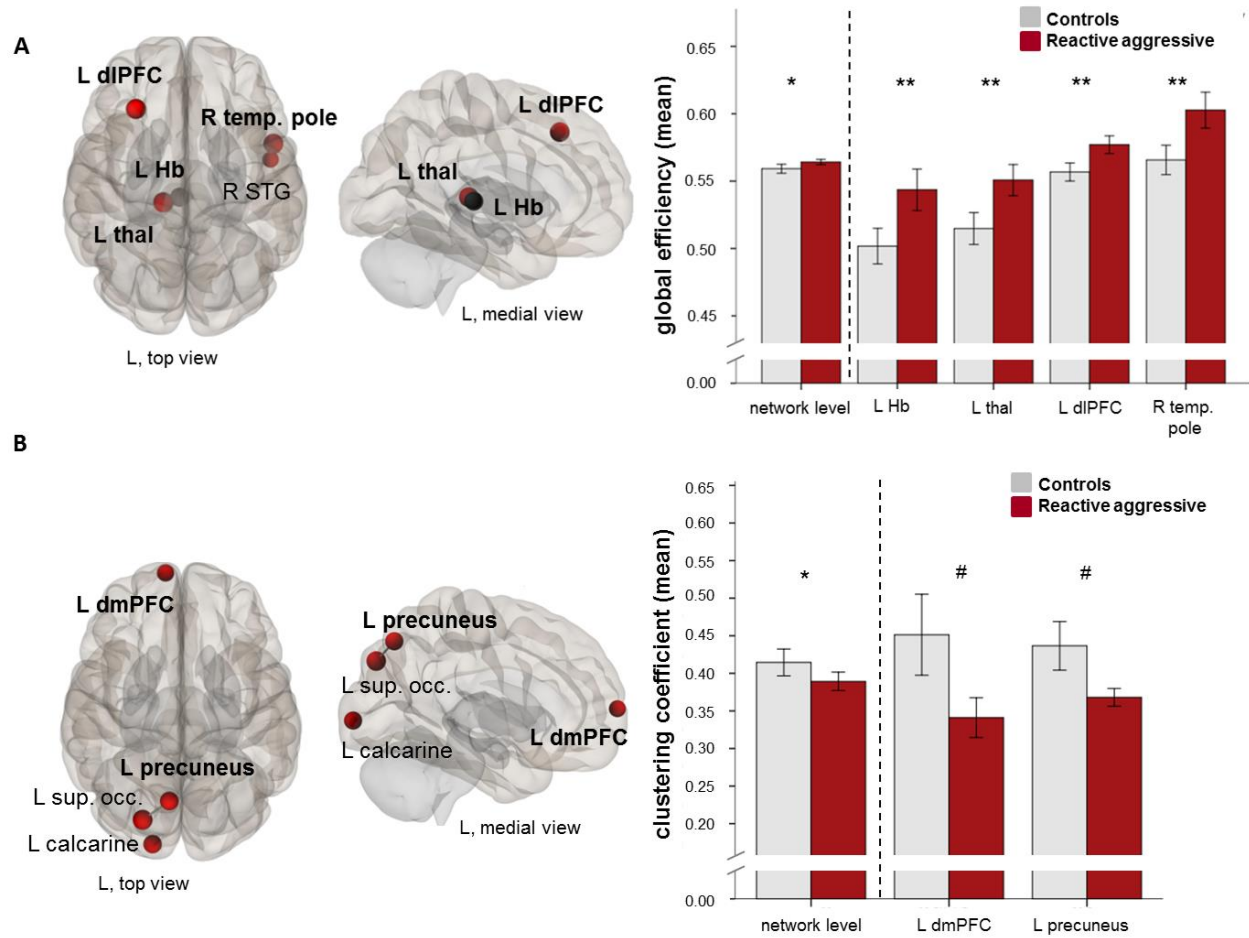 A
L dlPFC
R temp. pole
L Hb
R STG
L thal
L, top view
L dlPFC
L thal
L Hb
L, medial view
Controls
Reactive aggressive
global efficiency (mean)
0.65
0.60
0.55
0.50
0.45
0.00
* ** ** ** **
network level L Hb L thal L dlPFC R temp.
pole
B
L dmPFC
L precuneus
L sup. occ.
L calcarine
L, top view
L precuneus
L sup. occ.
L calcarine
L dmPFC
L, medial view
Controls
Reactive aggressive
clustering coefficient (mean)
0.65
0.60
0.55
0.50
0.45
0.40
0.35
0.30
0.25
0.20
0.00
* # #
network level L dmPFC L precuneus